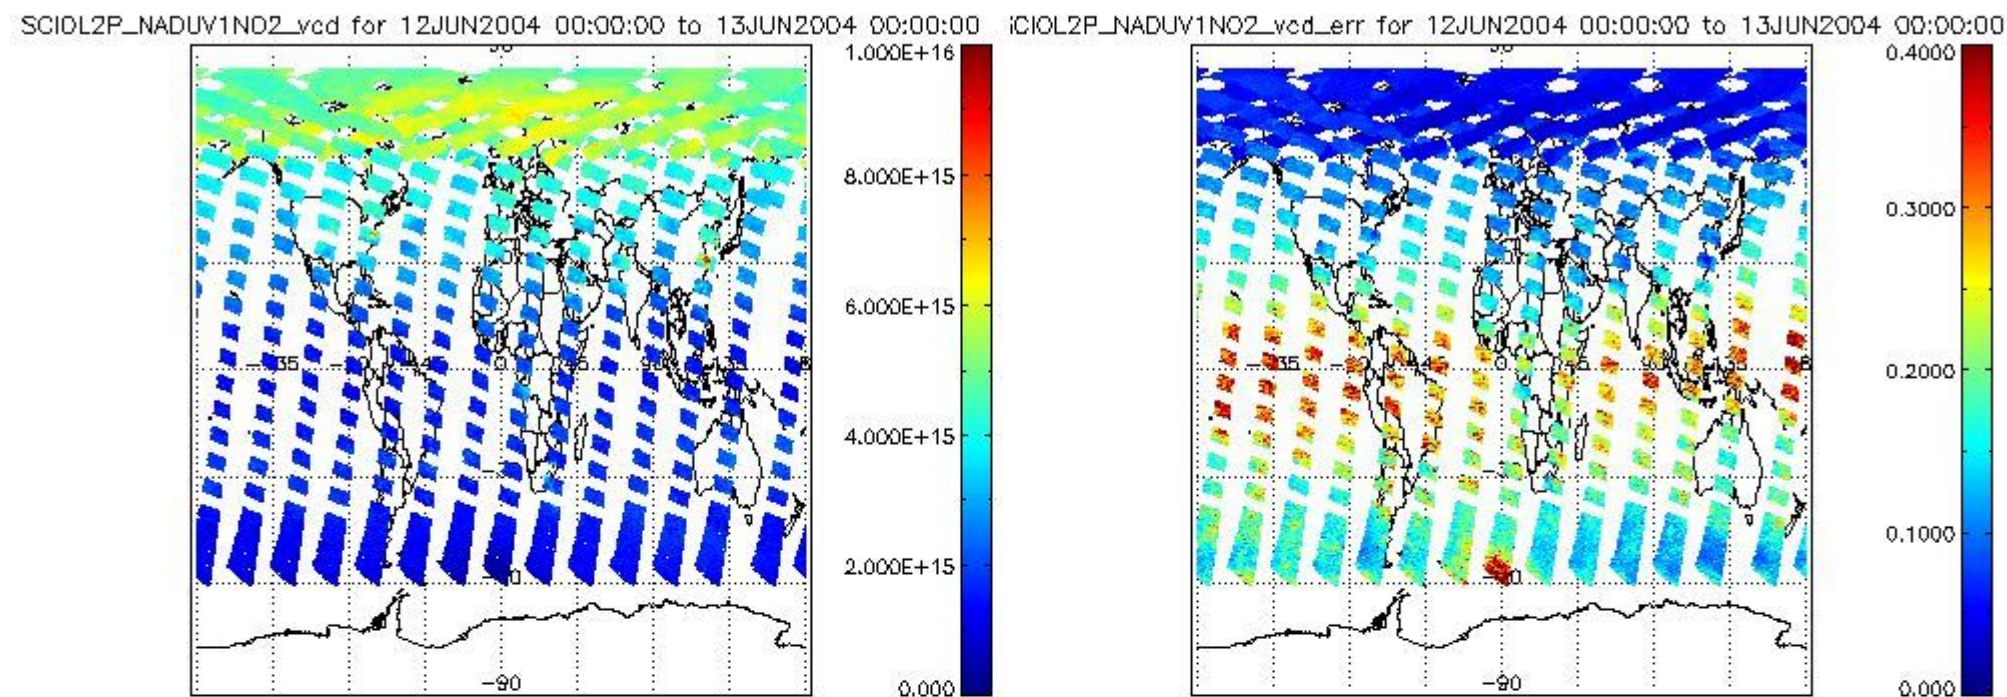 SCIOL2P_NADUV1NO2_vcd for 12JUN2004 00:00:00 to 13JUN2004 00:00:00
1.000E+16
8.000E+15
6.000E+15
4.000E+15
2.000E+15
0.000
-90
CIOL2P_NADUV1NO2_vcd_err for 12JUN2004 00:00:00 to 13JUN2004 00:00:00
0.4000
0.3000
0.2000
0.1000
0.000
-90